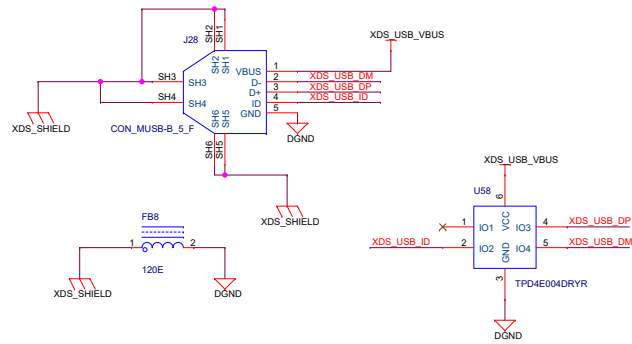 SH2
SH1
XDS_USB_VBUS
J28
SH2
SH1
VBUS
1
XDS_USB_DM
D-
2
XDS_USB_DP
SH3
SH3
D+
3
XDS_USB_ID
SH4
SH4
ID
4
GND
5
XDS_SHIELD
CON_MUSB-B_5_F
SH6
SH5
DGND
SH6
SH5
XDS_USB_VBUS
U58
6
XDS_SHIELD
FB8
1
IO1
VCC
IO3
4
XDS_USB_DP
1
2
XDS_USB_ID
2
IO2
GND
IO4
5
XDS_USB_DM
120E
3
TPD4E004DRYR
XDS_SHIELD
DGND
DGND